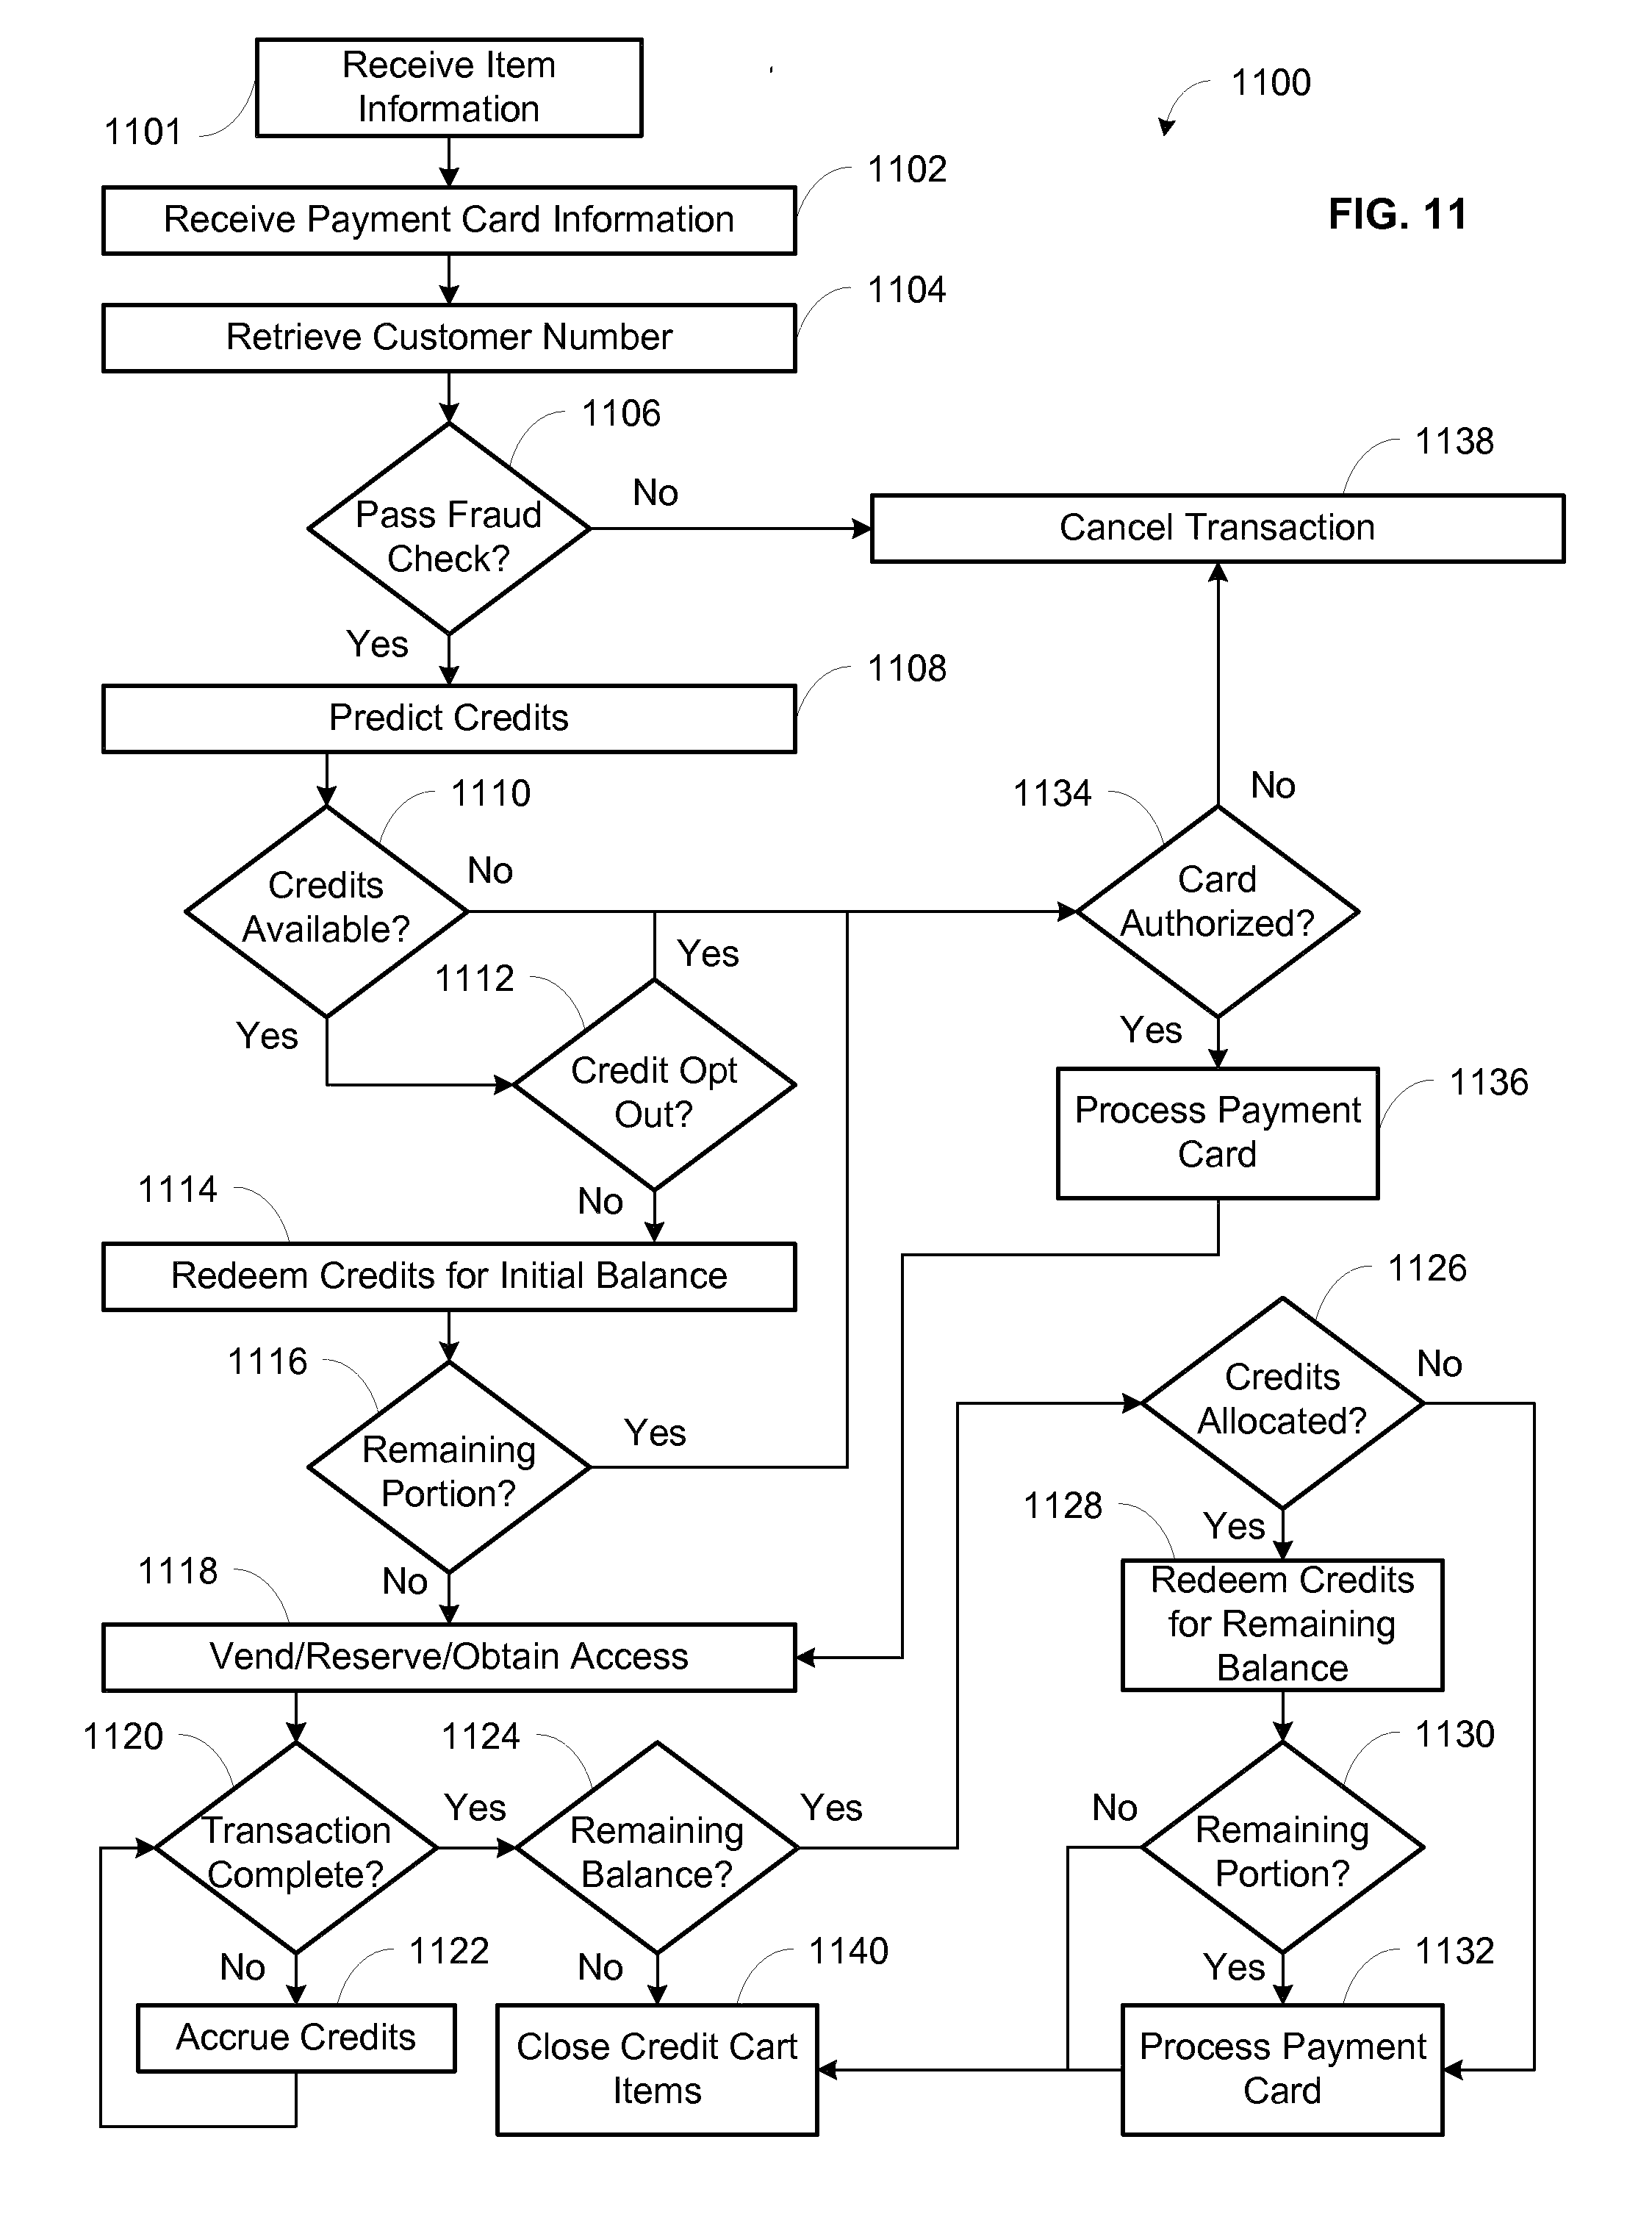 Receive Item
Information
1101
1100
1102
Receive Payment Card Information
FIG. 11
1104
Retrieve Customer Number
1106
Pass Fraud
Check?
No
Yes
1138
Cancel Transaction
1108
Predict Credits
1110
Credits
Available?
No
Yes
1134
No
Card
Authorized?
Yes
1112
Yes
Credit Opt
Out?
No
Process Payment
Card
1136
1114
Redeem Credits for Initial Balance
1116
Remaining
Portion?
Yes
No
1126
Credits
Allocated?
No
Yes
1118
Vend/Reserve/Obtain Access
1128
Redeem Credits
for Remaining
Balance
1120
Transaction
Complete?
Yes
No
1124
Remaining
Balance?
Yes
No
1130
No
Remaining
Portion?
Yes
1122
Accrue Credits
1140
Close Credit Cart
Items
1132
Process Payment
Card